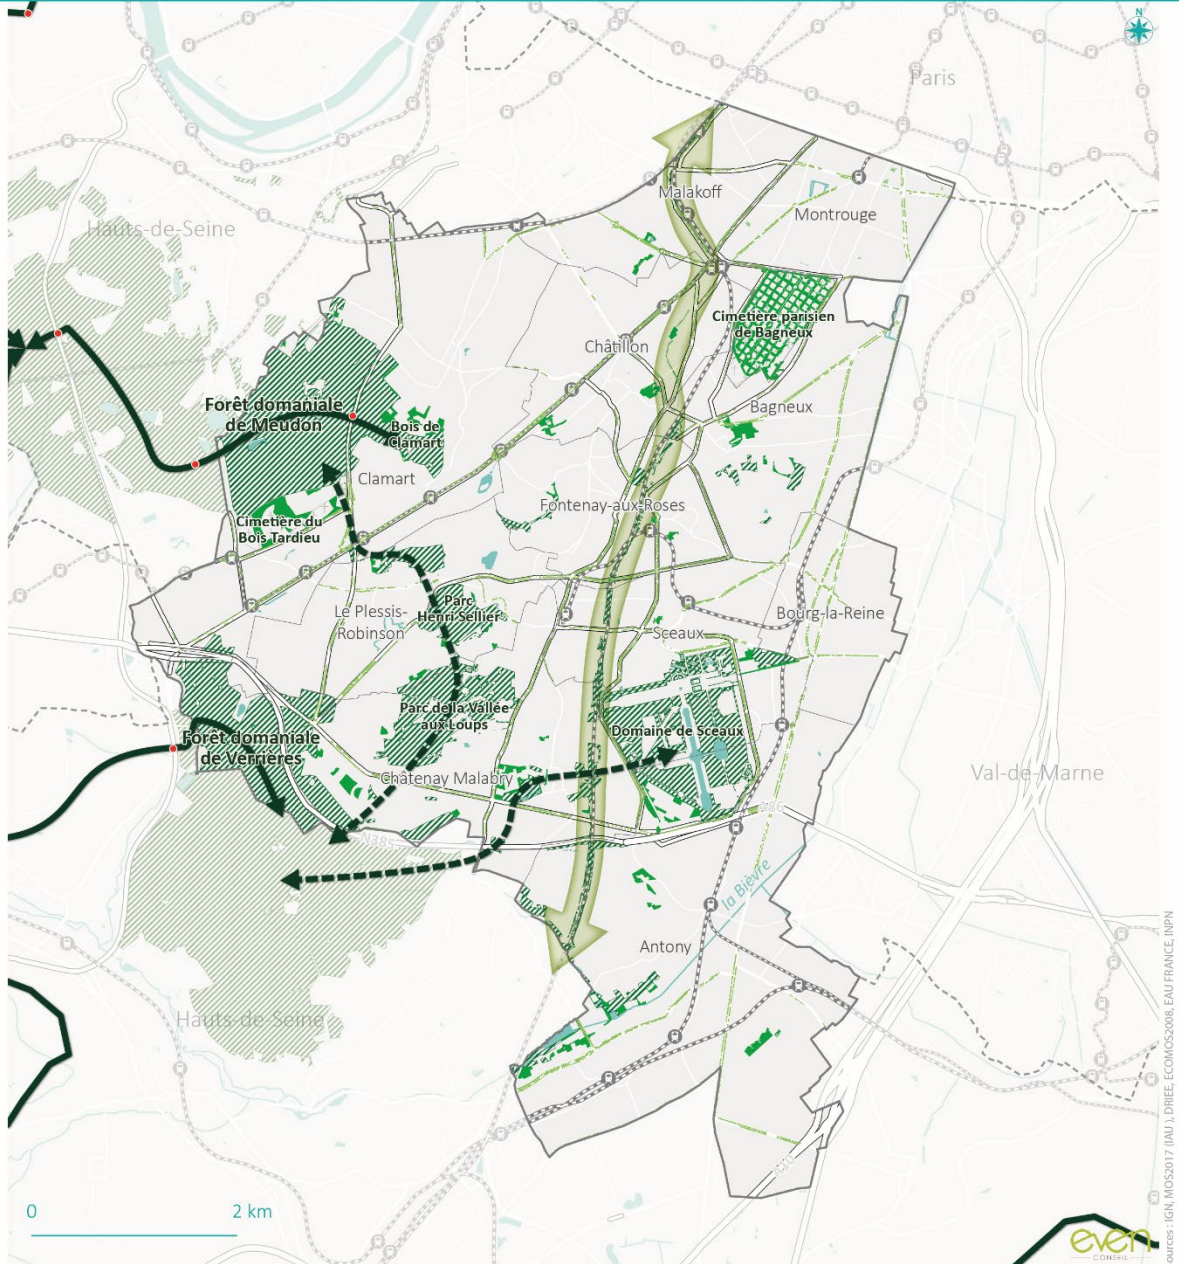 N
Paris
Malakoff
Montrouge
Hauts-de-Seine
Cimetière parisien
de Bagneux
Châtillon
Forêt domaniale
de Meudon
Bois de
Clamart
Bagneux
Clamart
Fontenay-aux-Roses
Cimetière du
Bois Tardieu
Le Plessis-
Robinson
Parc
Henri Sellier
Bourg-la-Reine
Sceaux
Parc de la Vallée
aux Loups
Forêt domaniale
de Verrières
Domaine de Sceaux
Châtenay Malabry
Val-de-Marne
A86
N385
la Bièvre
Antony
Hauts-de-Seine
0
2 km
even
CONSEIL
ources : IGN, MOS2017 (IAU ), DRIEE, ECOMOS2008, EAU FRANCE, INPN